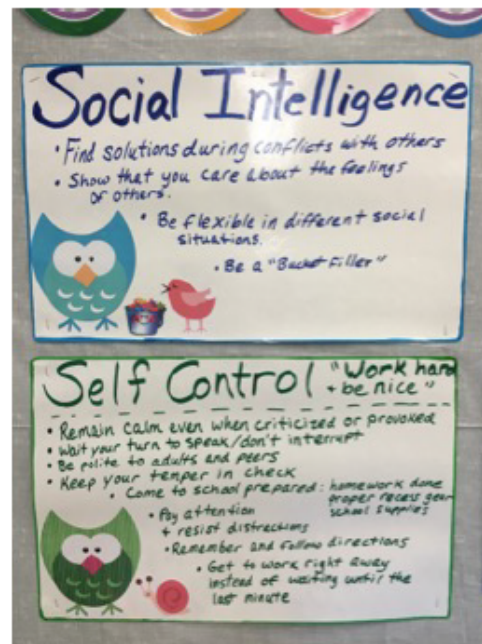 Social Intelligence
• Find solutions during conflicts with others
• Show that you care about the feelings
of others.
• Be flexible in different social
situations.
• Be a "Bucket Filler"
Self Control "Work hard
+ be nice"
• Remain calm even when criticized or provoked
• Wait your turn to speak/don't interrupt
• Be polite to adults and peers
• Keep your temper in check
• Come to school prepared: homework done
proper recess gear
school supplies
• Pay attention
+ resist distractions
• Remember and follow directions
• Get to work right away
instead of waiting until the
last minute